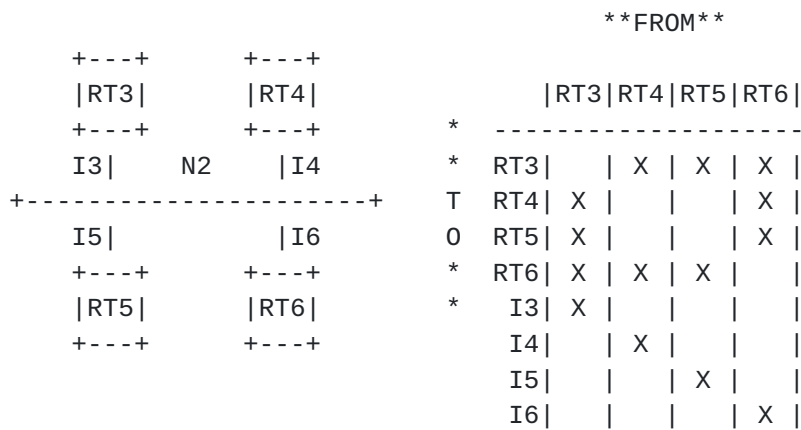 **FROM**
    +---+      +---+
    |RT3|      |RT4|              |RT3|RT4|RT5|RT6|
    +---+      +---+        *  --------------------
    I3|    N2    |I4        *  RT3|   | X | X | X |
+----------------------+    T  RT4| X |   |   | X |
    I5|          |I6        O  RT5| X |   |   | X |
    +---+      +---+        *  RT6| X | X | X |   |
    |RT5|      |RT6|        *   I3| X |   |   |   |
    +---+      +---+            I4|   | X |   |   |
                                I5|   |   | X |   |
                                I6|   |   |   | X |